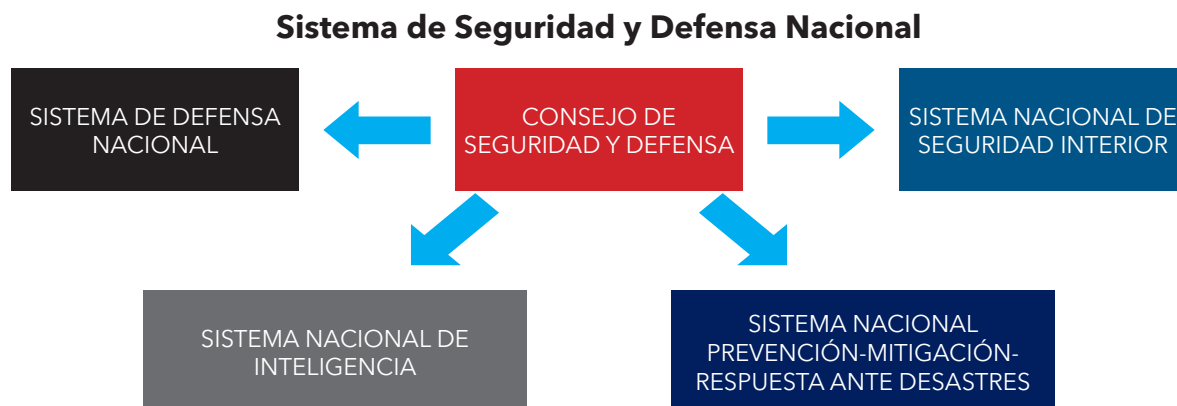 Sistema de Seguridad y Defensa Nacional
SISTEMA DE DEFENSA
NACIONAL
CONSEJO DE
SEGURIDAD Y DEFENSA
SISTEMA NACIONAL DE
SEGURIDAD INTERIOR
SISTEMA NACIONAL DE
INTELIGENCIA
SISTEMA NACIONAL
PREVENCIÓN-MITIGACIÓN-
RESPUESTA ANTE DESASTRES